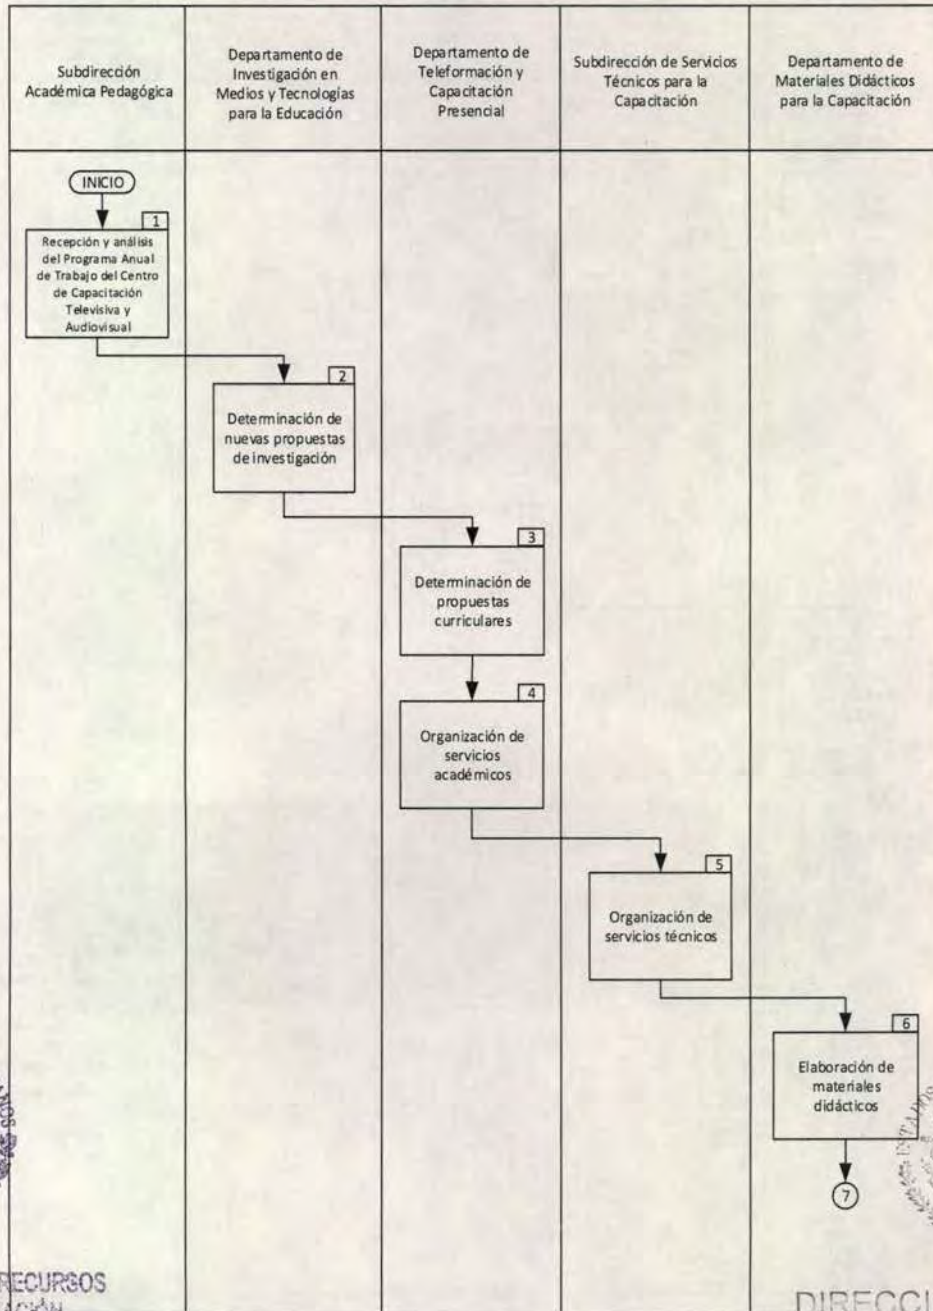 Subdirección
Académica Pedagógica
Departamento de
Investigación en
Medios y Tecnologías
para la Educación
Departamento de
Teleformación y
Capacitación
Presencial
Subdirección de Servicios
Técnicos para la
Capacitación
Departamento de
Materiales Didácticos
para la Capacitación
INICIO
1
Recepción y análisis
del Programa Anual
de Trabajo del Centro
de Capacitación
Televisiva y
Audiovisual
2
Determinación de
nuevas propuestas
de investigación
3
Determinación de
propuestas
curriculares
4
Organización de
servicios
académicos
5
Organización de
servicios técnicos
6
Elaboración de
materiales
didácticos
7
RECURSOS